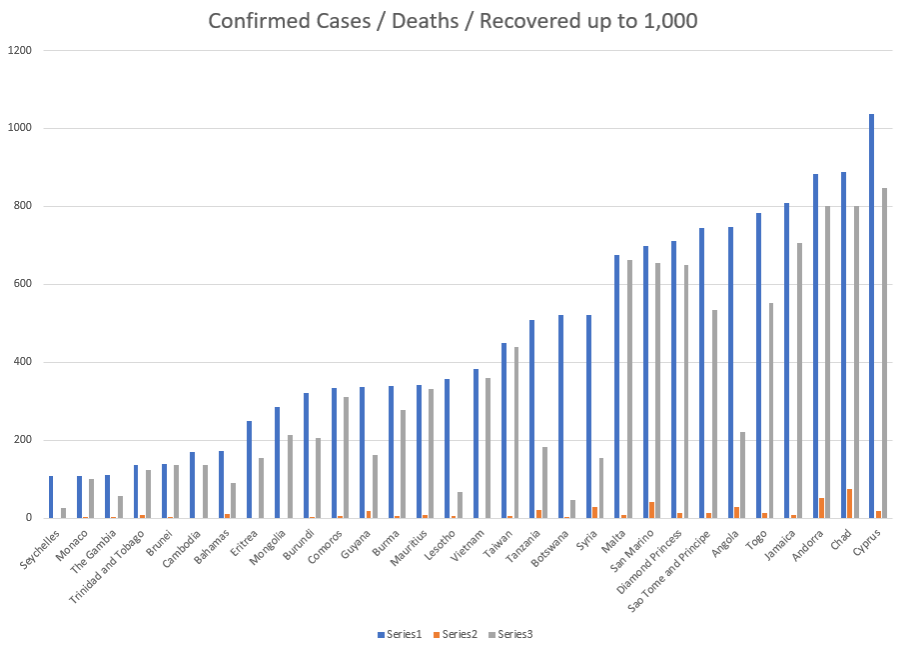 Confirmed Cases / Deaths / Recovered up to 1,000
1200
1000
800
600
400
200
0
Seychelles
Monaco
The Gambia
Trinidad and Tobago
Brunei
Cambodia
Bahamas
Eritrea
Mongolia
Burundi
Comoros
Guyana
Burma
Mauritius
Lesotho
Vietnam
Taiwan
Tanzania
Botswana
Syria
Malta
San Marino
Diamond Princess
Sao Tome and Principe
Angola
Togo
Jamaica
Andorra
Chad
Cyprus
Series1 Series2 Series3